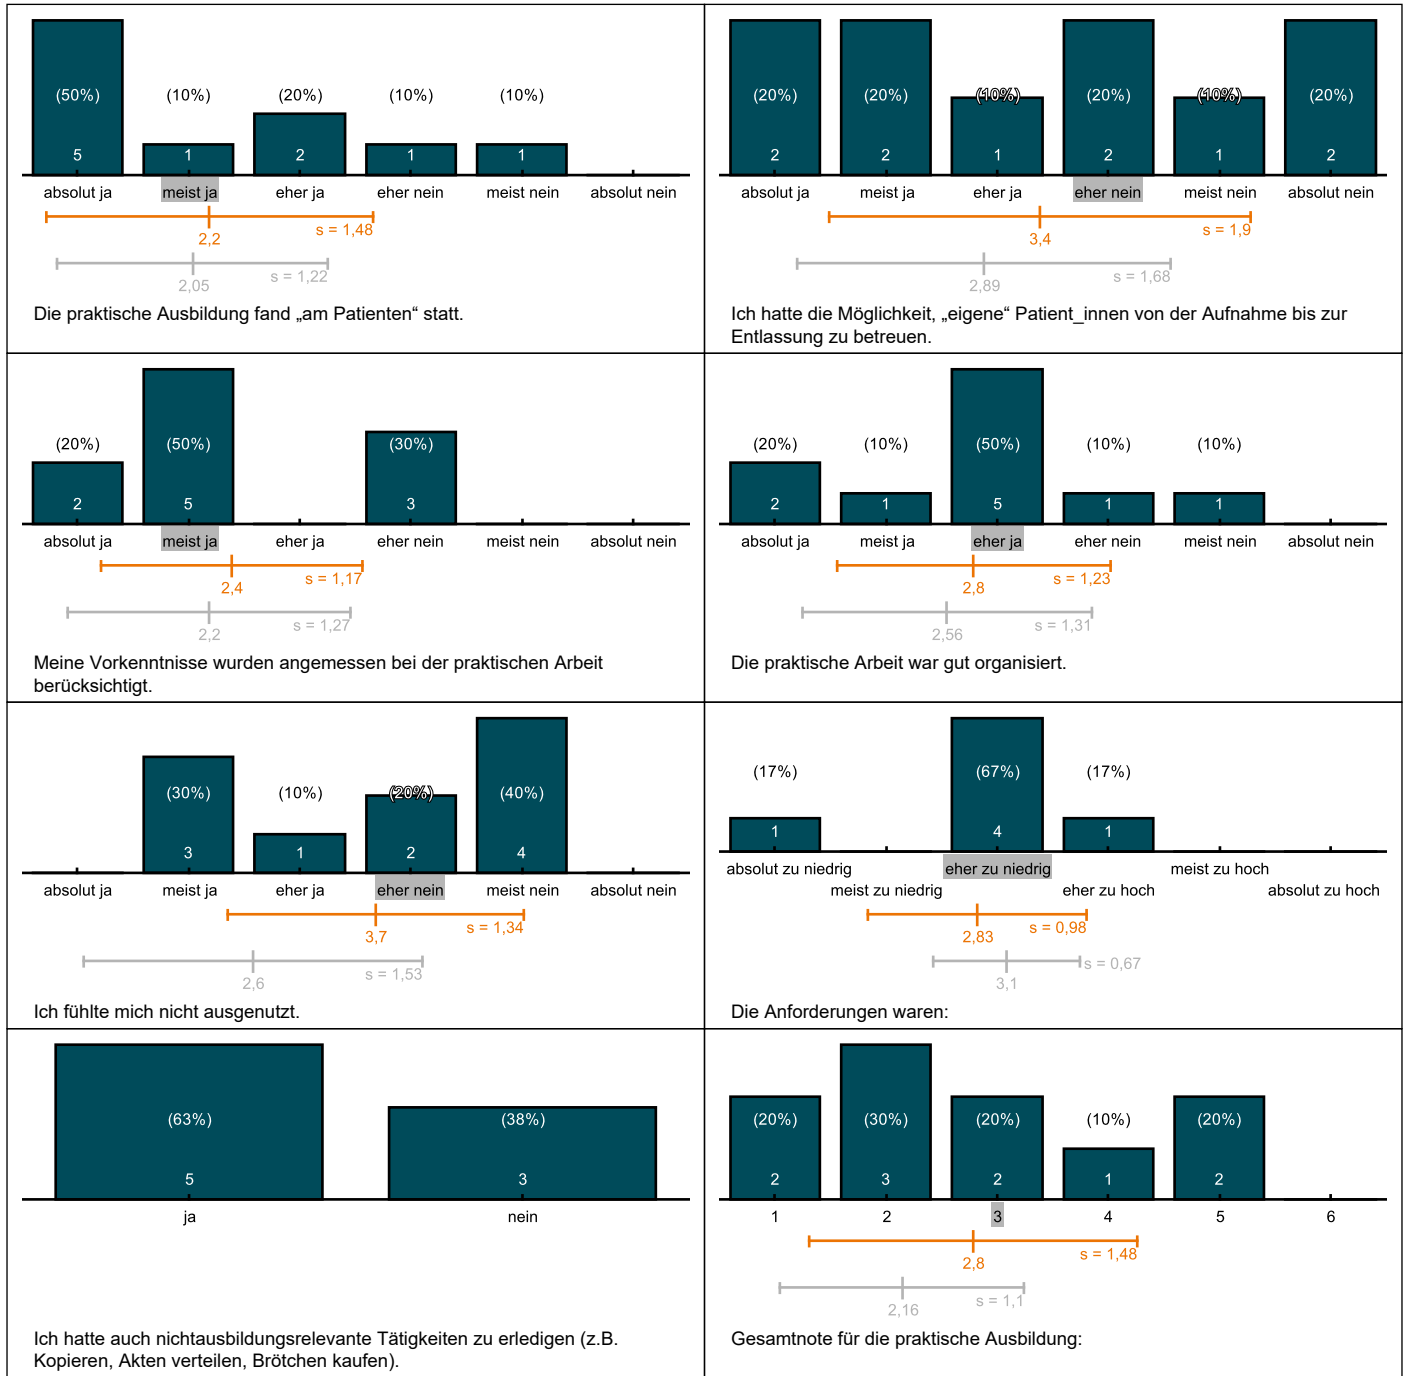 (50%) (10%) (20%) (10%) (10%)
5 1 2 1 1
absolut ja meist ja eher ja eher nein meist nein absolut nein
s = 1,48
2,2
s = 1,22
2,05
Die praktische Ausbildung fand „am Patienten“ statt.
(20%) (20%) (10%) (20%) (10%) (20%)
2 2 1 2 1 2
absolut ja meist ja eher ja eher nein meist nein absolut nein
s = 1,9
3,4
s = 1,68
2,89
Ich hatte die Möglichkeit, „eigene“ Patient_innen von der Aufnahme bis zur
Entlassung zu betreuen.
(20%) (50%) (30%)
2 5 3
absolut ja meist ja eher ja eher nein meist nein absolut nein
s = 1,17
2,4
s = 1,27
2,2
Meine Vorkenntnisse wurden angemessen bei der praktischen Arbeit
berücksichtigt.
(20%) (10%) (50%) (10%) (10%)
2 1 5 1 1
absolut ja meist ja eher ja eher nein meist nein absolut nein
s = 1,23
2,8
s = 1,31
2,56
Die praktische Arbeit war gut organisiert.
(30%) (10%) (20%) (40%)
3 1 2 4
absolut ja meist ja eher ja eher nein meist nein absolut nein
s = 1,34
3,7
s = 1,53
2,6
Ich fühlte mich nicht ausgenutzt.
(17%) (67%) (17%)
1 4 1
absolut zu niedrig eher zu niedrig meist zu hoch
meist zu niedrig eher zu hoch absolut zu hoch
s = 0,98
2,83
s = 0,67
3,1
Die Anforderungen waren:
(63%) (38%)
5 3
ja nein
Ich hatte auch nichtausbildungsrelevante Tätigkeiten zu erledigen (z.B.
Kopieren, Akten verteilen, Brötchen kaufen).
(20%) (30%) (20%) (10%) (20%)
2 3 2 1 2
1 2 3 4 5 6
s = 1,48
2,8
s = 1,1
2,16
Gesamtnote für die praktische Ausbildung: